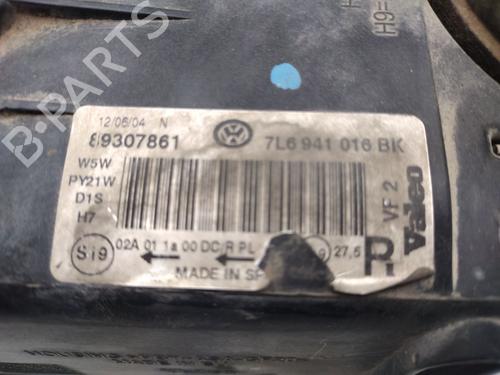 B-PARTS
H9=
12/06/04 N
89307861
7L6 941 016 BK
W5W
PY21W
D1S
H7
VF 2
Valeo
R
Si9
02A 01 1a 00 DC/R PL
27,5
MADE IN SP